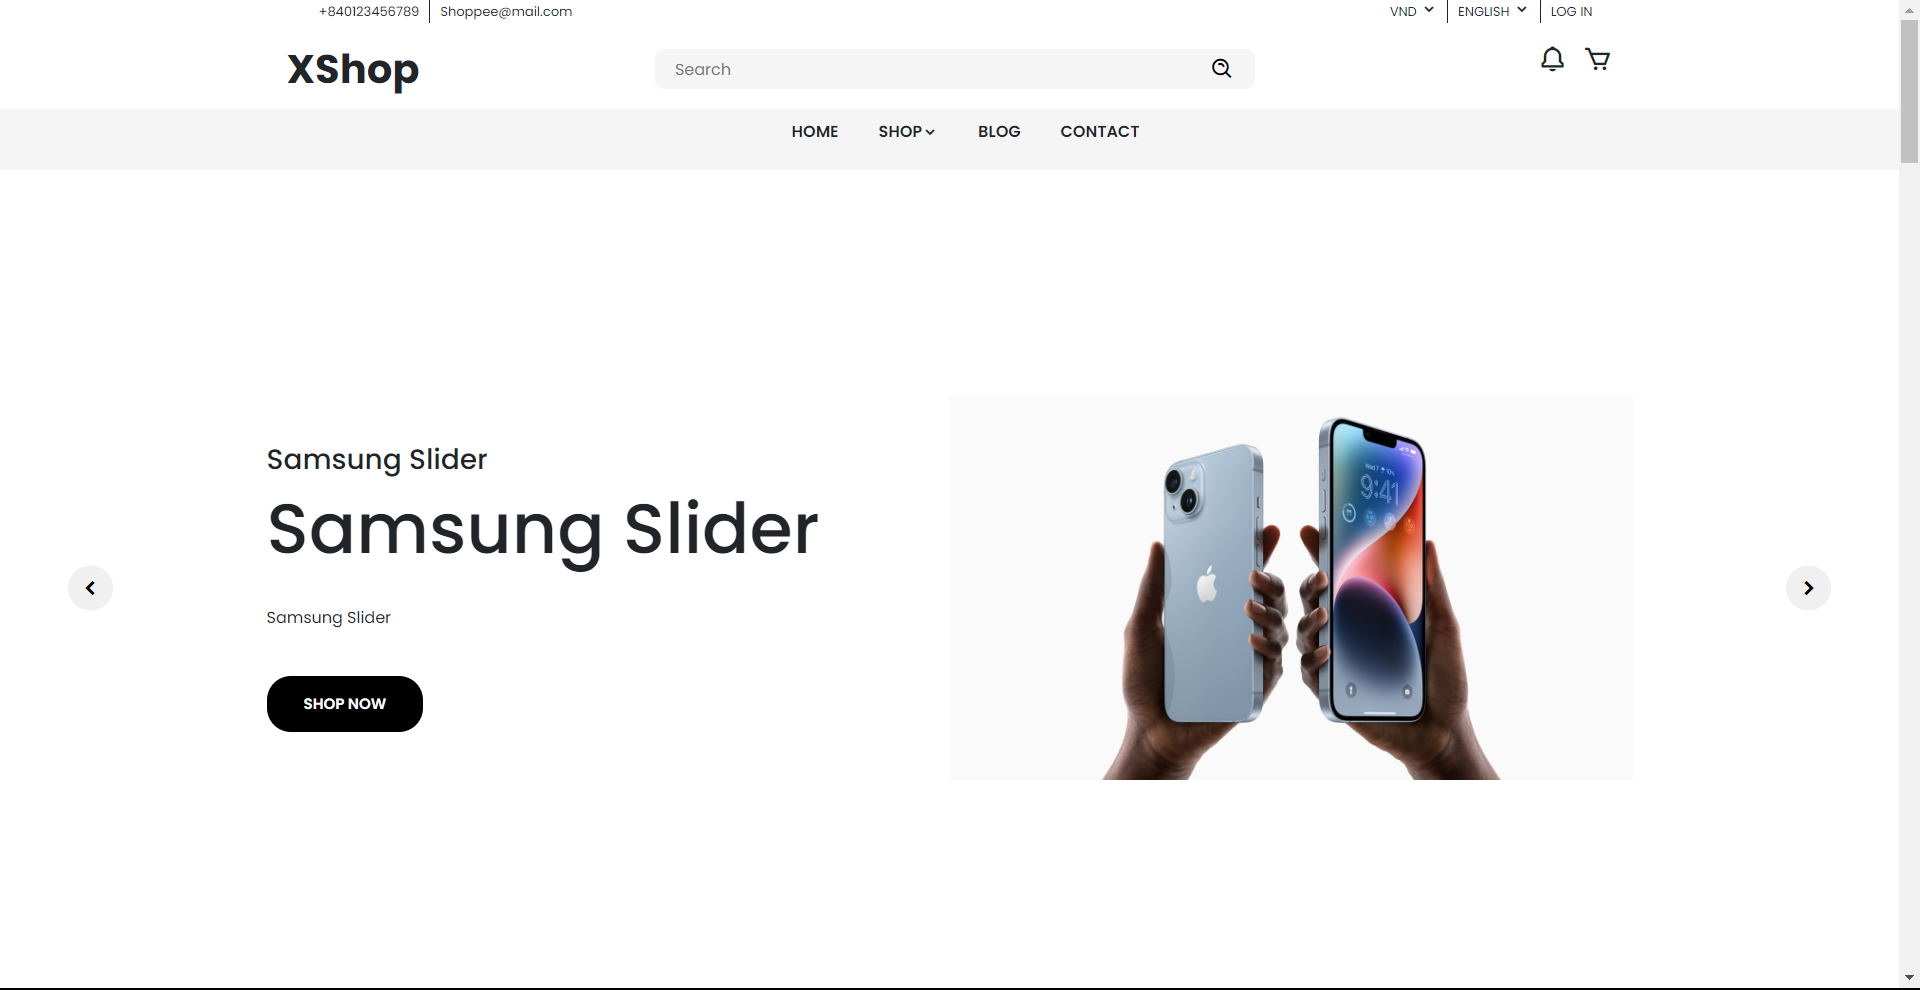 +840123456789 Shoppee@mail.com VND ENGLISH LOG IN
XShop Search
HOME SHOP BLOG CONTACT
Samsung Slider
Samsung Slider
Samsung Slider
SHOP NOW
9:41